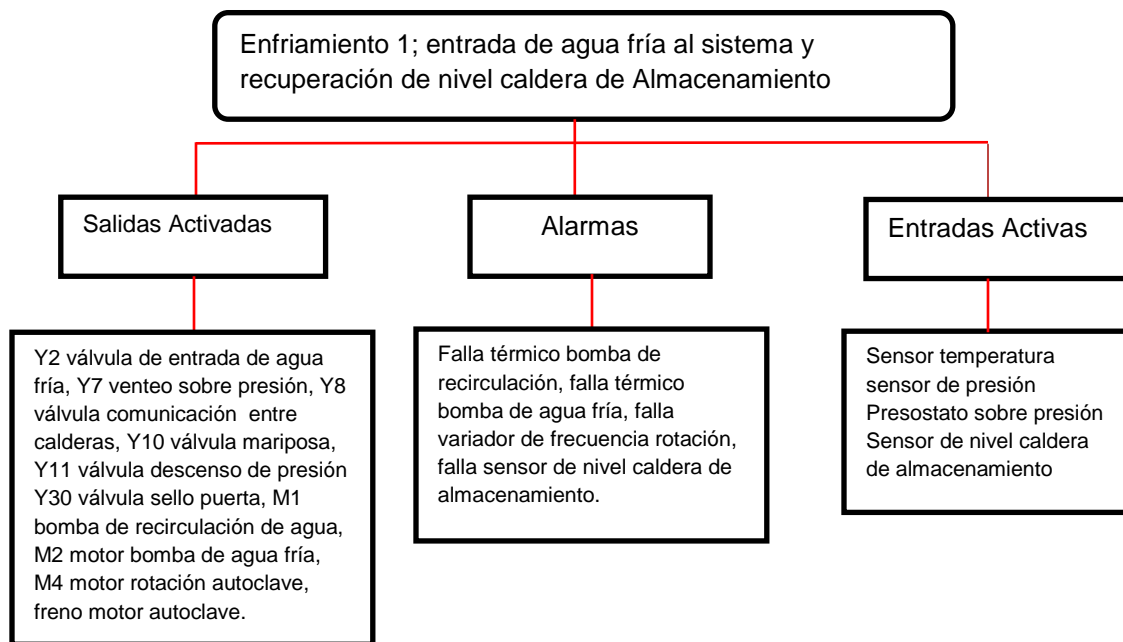 Enfriamiento 1; entrada de agua fría al sistema y
recuperación de nivel caldera de Almacenamiento
Salidas Activadas
Alarmas
Entradas Activas
Y2 válvula de entrada de agua
fría, Y7 venteo sobre presión, Y8
válvula comunicación entre
calderas, Y10 válvula mariposa,
Y11 válvula descenso de presión
Y30 válvula sello puerta, M1
bomba de recirculación de agua,
M2 motor bomba de agua fría,
M4 motor rotación autoclave,
freno motor autoclave.
Falla térmico bomba de
recirculación, falla térmico
bomba de agua fría, falla
variador de frecuencia rotación,
falla sensor de nivel caldera de
almacenamiento.
Sensor temperatura
sensor de presión
Presostato sobre presión
Sensor de nivel caldera
de almacenamiento